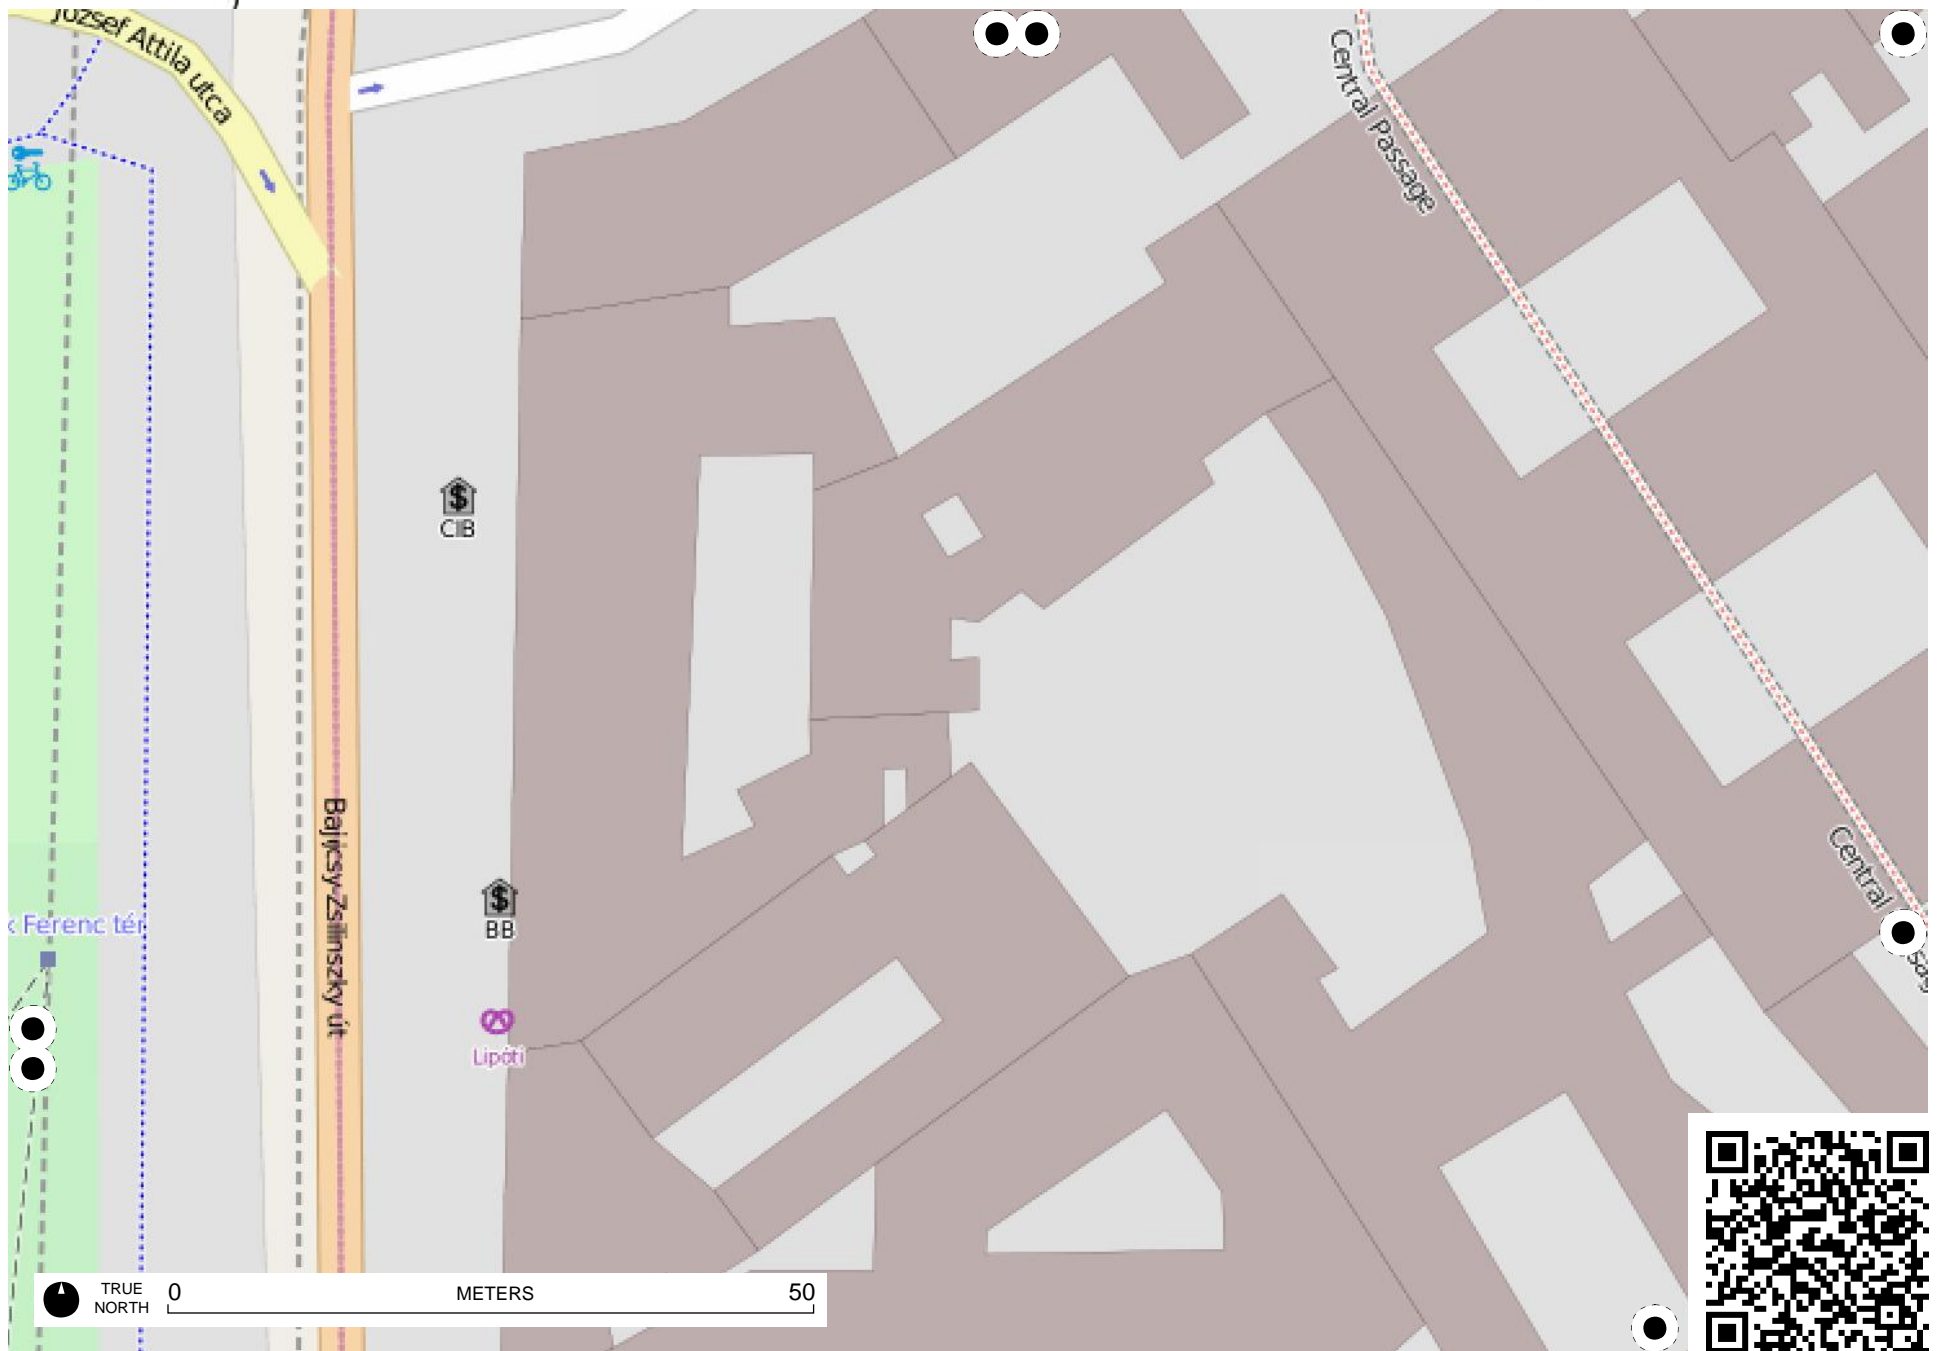 József Attila utca
Central Passage
CIB
Bajcsy-Zsilinszky út
Central
BB
k Ferenc tér
Lipóti
TRUE NORTH
0 METERS 50